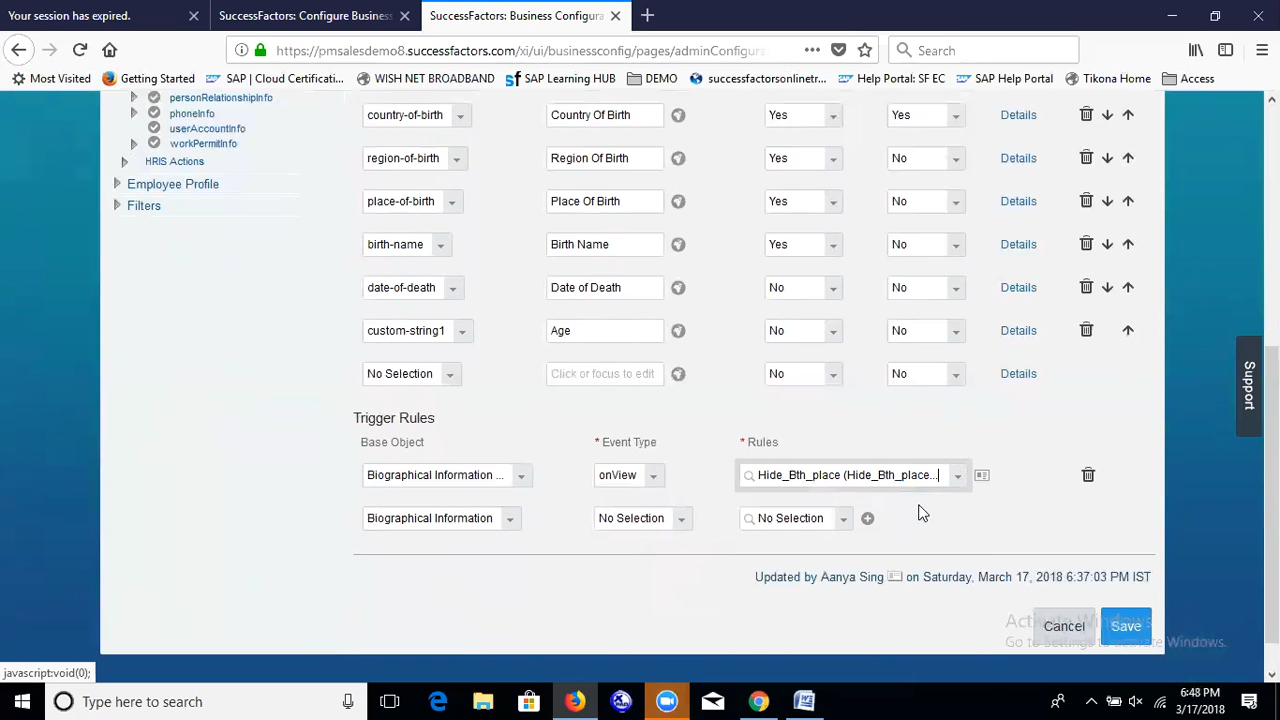 Your session has expired.
SuccessFactors: Configure Business
SuccessFactors: Business Configura
https://pmsalesdemo8.successfactors.com/xi/ui/businessconfig/pages/adminConfigura
Search
Most Visited
Getting Started
SAP | Cloud Certificati...
WISH NET BROADBAND
SAP Learning HUB
DEMO
successfactorsonlinetr...
Help Portal: SF EC
SAP Help Portal
Tikona Home
Access
personRelationshipInfo
phoneInfo
userAccountInfo
workPermitInfo
HRIS Actions
Employee Profile
Filters
country-of-birth Country Of Birth Yes Yes Details
region-of-birth Region Of Birth Yes No Details
place-of-birth Place Of Birth Yes No Details
birth-name Birth Name Yes No Details
date-of-death Date of Death No No Details
custom-string1 Age No No Details
No Selection Click or focus to edit No No Details
Trigger Rules
Base Object * Event Type * Rules
Biographical Information ... onView Hide_Bth_place (Hide_Bth_place...
Biographical Information No Selection No Selection
Updated by Aanya Sing on Saturday, March 17, 2018 6:37:03 PM IST
Cancel Save
Activate Windows
Go to Settings to activate Windows.
Support
javascript:void(0);
Type here to search
6:48 PM
3/17/2018